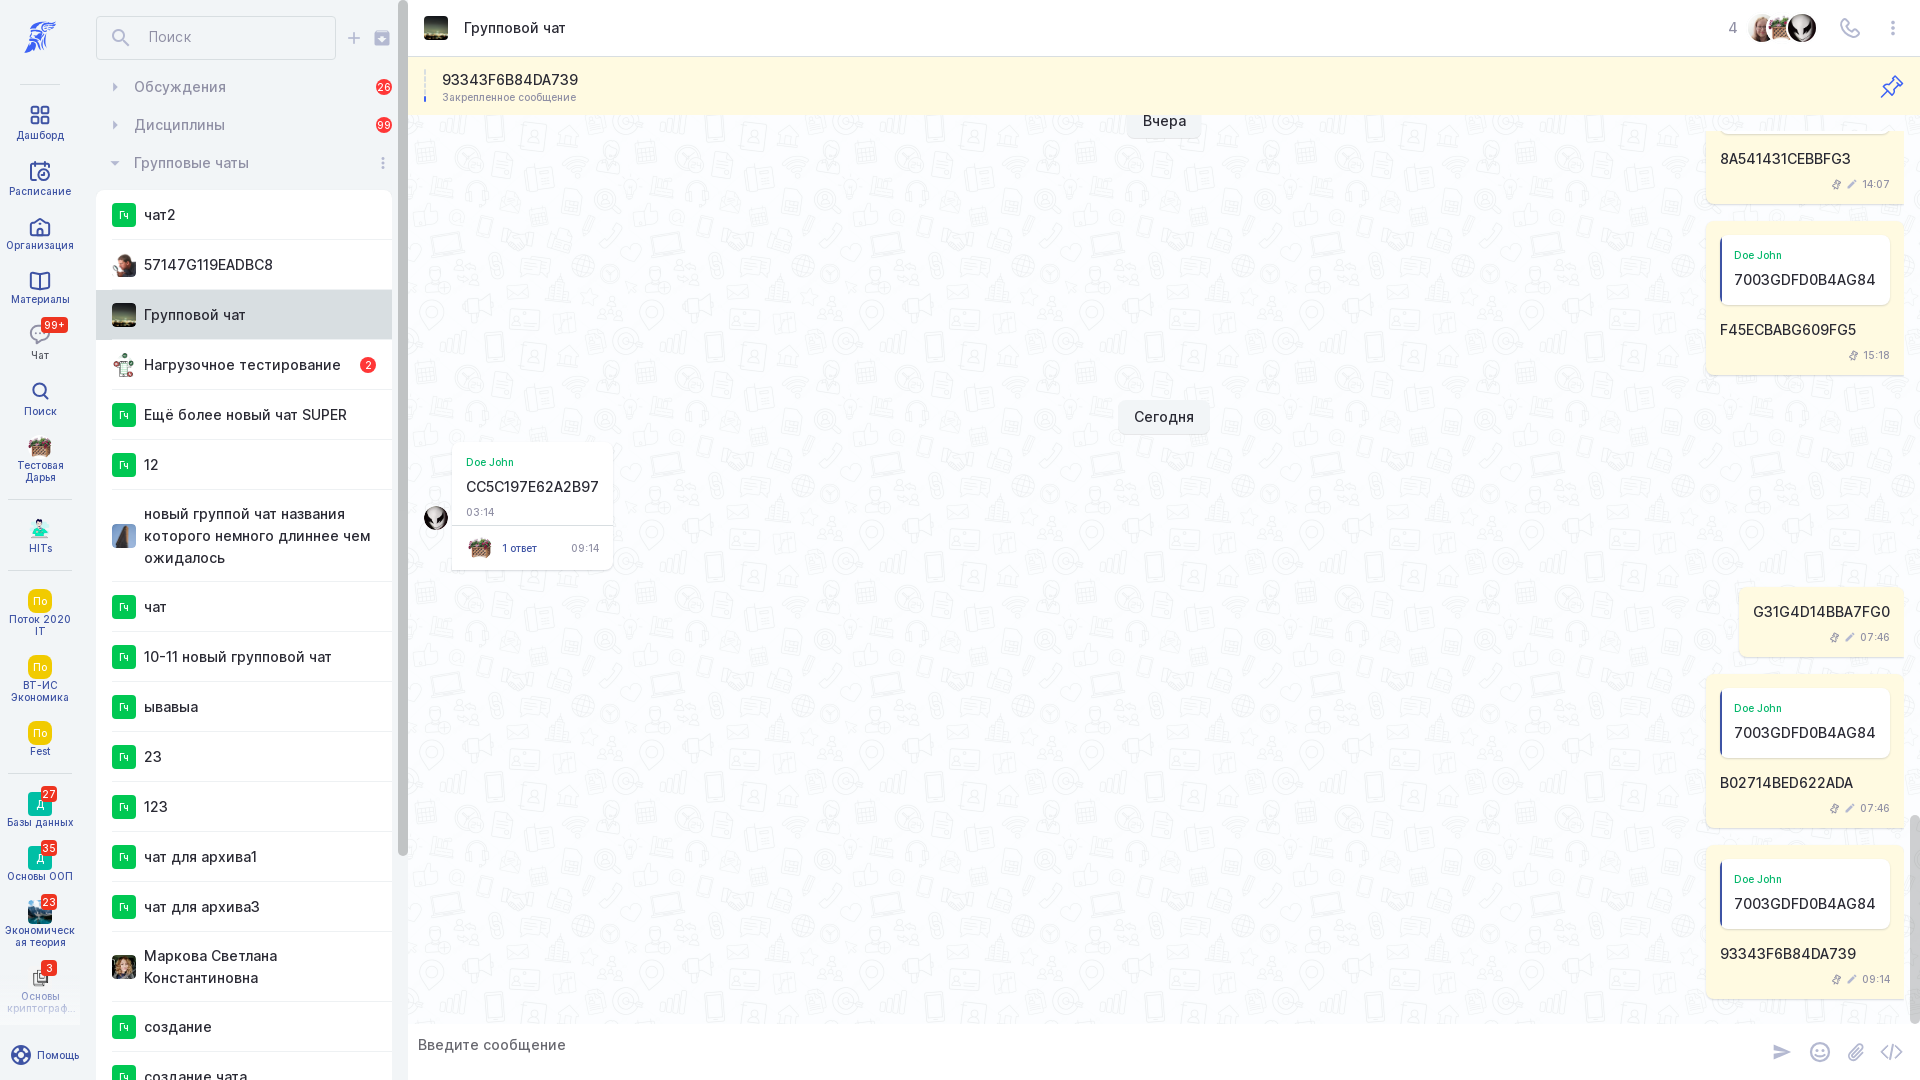 Дашборд
Расписание
Организация
Материалы
99+
Чат
Поиск
Тестовая
Дарья
HITs
По
Поток 2020
IT
По
ВТ-ИС
Экономика
По
Fest
27
Д
Базы данных
35
Д
Основы ООП
23
Экономическ
ая теория
3
Основы
криптограф...
Помощь
Поиск
Обсуждения
26
Дисциплины
99
Групповые чаты
Гч
чат2
57147G119EADBC8
Групповой чат
Нагрузочное тестирование
2
Гч
Ещё более новый чат SUPER
Гч
12
новый группой чат названия
которого немного длиннее чем
ожидалось
Гч
чат
Гч
10-11 новый групповой чат
Гч
ывавыа
Гч
23
Гч
123
Гч
чат для архива1
Гч
чат для архива3
Маркова Светлана
Константиновна
Гч
создание
Гч
создание чата
Групповой чат
4
93343F6B84DA739
Закрепленное сообщение
Вчера
8A541431CEBBFG3
14:07
Doe John
7003GDFD0B4AG84
F45ECBABG609FG5
15:18
Сегодня
Doe John
CC5C197E62A2B97
03:14
1 ответ
09:14
G31G4D14BBA7FG0
07:46
Doe John
7003GDFD0B4AG84
B02714BED622ADA
07:46
Doe John
7003GDFD0B4AG84
93343F6B84DA739
09:14
Введите сообщение